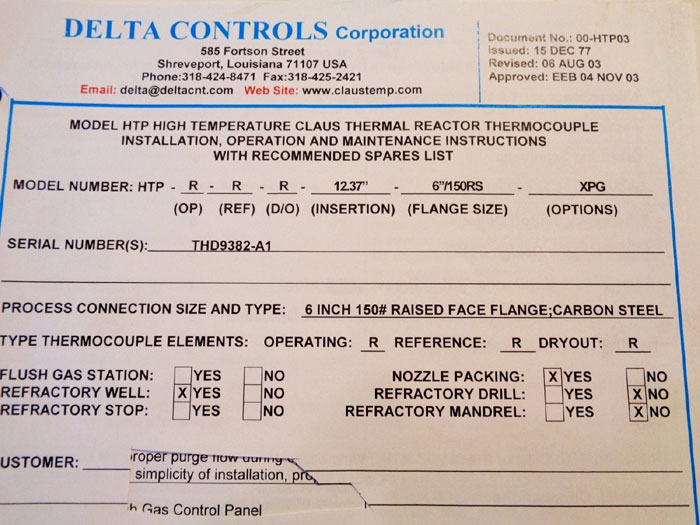 DELTA CONTROLS Corporation
585 Fortson Street
Shreveport, Louisiana 71107 USA
Phone:318-424-8471 Fax:318-425-2421
Email: delta@deltacnt.com Web Site: www.claustemp.com
Document No.: 00-HTP03
Issued: 15 DEC 77
Revised: 06 AUG 03
Approved: EEB 04 NOV 03
MODEL HTP HIGH TEMPERATURE CLAUS THERMAL REACTOR THERMOCOUPLE
INSTALLATION, OPERATION AND MAINTENANCE INSTRUCTIONS
WITH RECOMMENDED SPARES LIST
MODEL NUMBER: HTP - R - R - R - 12.37" - 6"/150RS - XPG
(OP) (REF) (D/O) (INSERTION) (FLANGE SIZE) (OPTIONS)
SERIAL NUMBER(S): THD9382-A1
PROCESS CONNECTION SIZE AND TYPE: 6 INCH 150# RAISED FACE FLANGE;CARBON STEEL
TYPE THERMOCOUPLE ELEMENTS: OPERATING: R REFERENCE: R DRYOUT: R
FLUSH GAS STATION: YES NO NOZZLE PACKING: X YES NO
REFRACTORY WELL: X YES NO REFRACTORY DRILL: YES X NO
REFRACTORY STOP: YES NO REFRACTORY MANDREL: YES X NO
USTOMER:
roper purge
simplicity of installation, pro
h Gas Control Panel